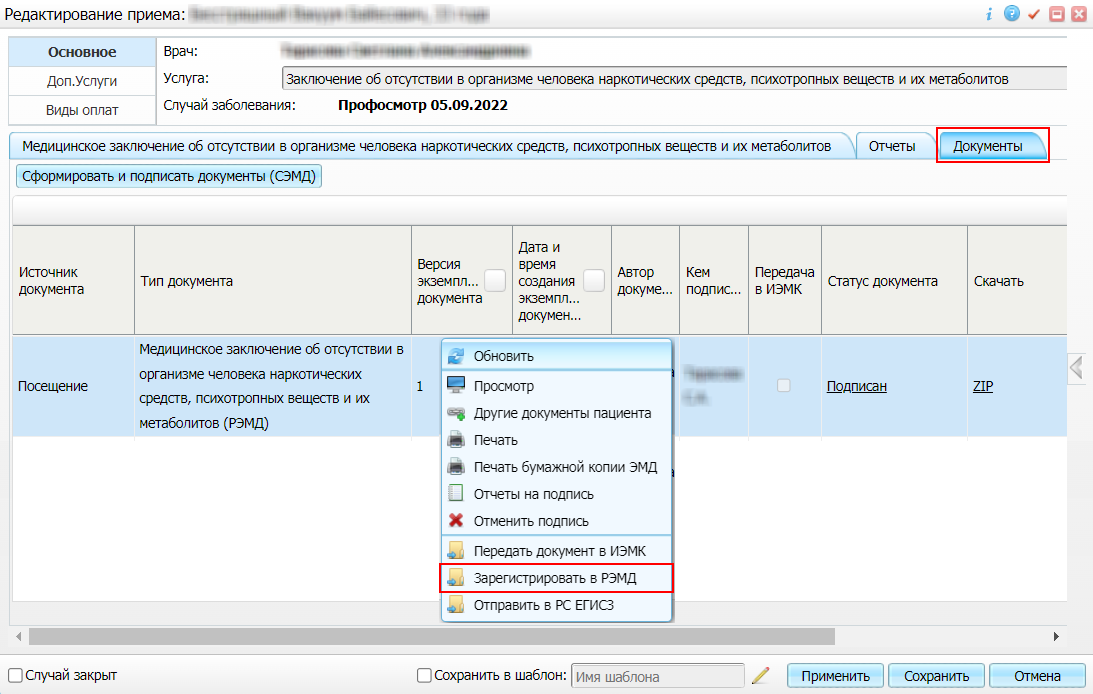 Редактирование приема:
Основное
Доп.Услуги
Виды оплат
Врач:
Услуга: Заключение об отсутствии в организме человека наркотических средств, психотропных веществ и их метаболитов
Случай заболевания: Профосмотр 05.09.2022
Медицинское заключение об отсутствии в организме человека наркотических средств, психотропных веществ и их метаболитов
Отчеты
Документы
Сформировать и подписать документы (СЭМД)
Источник
документа
Тип документа
Версия
экземпл...
документа
Дата и
время
создания
экземпл...
докумен...
Автор
докуме...
Кем
подпис...
Передача
в ИЭМК
Статус документа
Скачать
Посещение
Медицинское заключение об отсутствии в
организме человека наркотических
средств, психотропных веществ и их
метаболитов (РЭМД)
1
Подписан
ZIP
Обновить
Просмотр
Другие документы пациента
Печать
Печать бумажной копии ЭМД
Отчеты на подпись
Отменить подпись
Передать документ в ИЭМК
Зарегистрировать в РЭМД
Отправить в РС ЕГИСЗ
Случай закрыт
Сохранить в шаблон:
Имя шаблона
Применить
Сохранить
Отмена